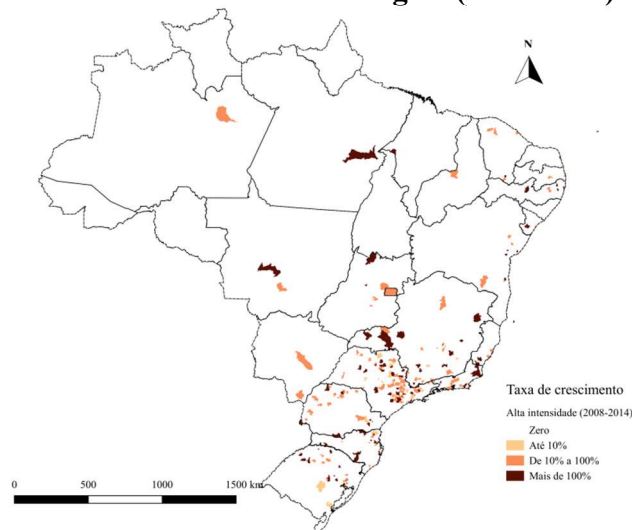 N
Taxa de crescimento
Alta intensidade (2008-2014)
Zero
Até 10%
De 10% a 100%
Mais de 100%
0 500 1000 1500 km